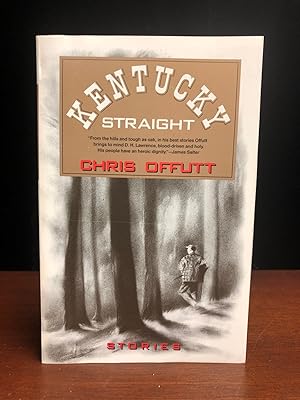 KENTUCKY
STRAIGHT
"From the hills and tough as oak, in his best stories Offutt
brings to mind D. H. Lawrence, blood-driven and holy.
His people have an heroic dignity."—James Salter
CHRIS OFFUTT
STORIES